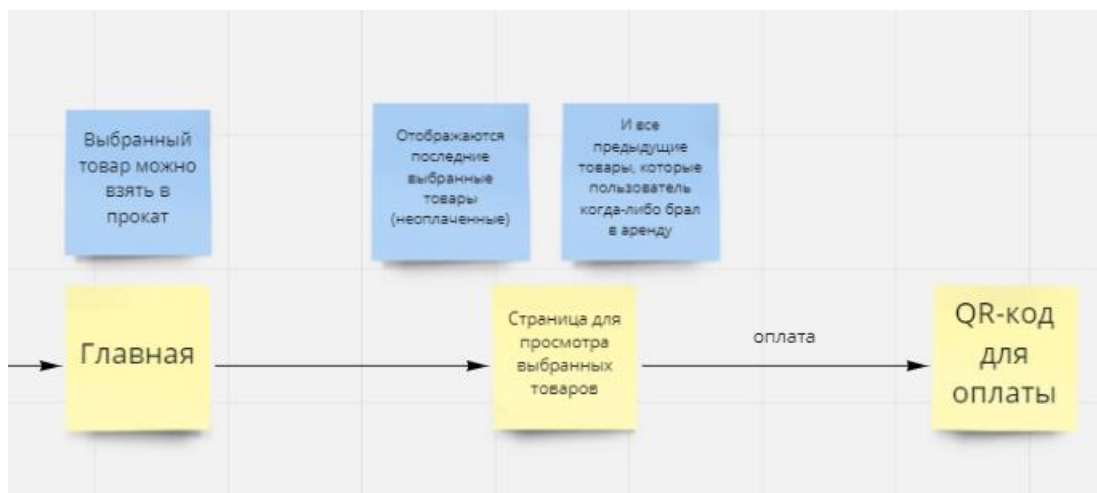 Выбранный
товар можно
взять в
прокат
Отображаются
последние
выбранные
товары
(неоплаченные)
И все
предыдущие
товары, которые
пользователь
когда-либо брал
в аренду
Главная
Страница для
просмотра
выбранных
товаров
оплата
QR-код
для
оплаты